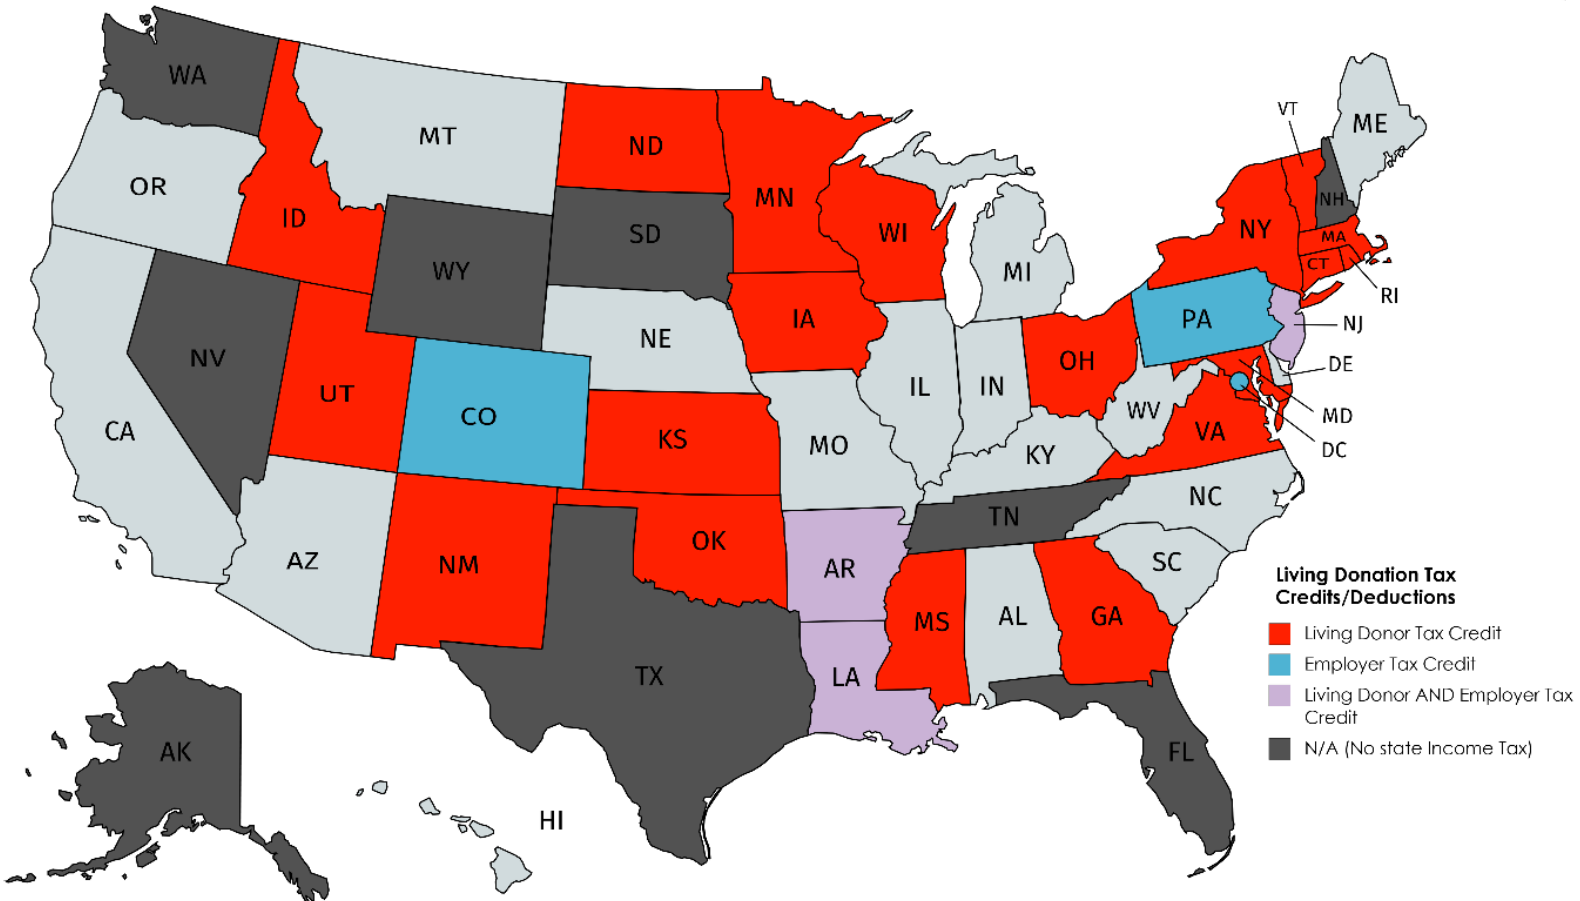 WA
MT
ND
MN
OR
ID
SD
WI
MI
NY
VT
NH
ME
MA
CT
RI
WY
NE
IA
PA
NJ
NV
UT
CO
KS
MO
IL
IN
OH
DE
MD
DC
WV
VA
CA
KY
NC
TN
AZ
NM
OK
AR
SC
MS
AL
GA
TX
LA
FL
AK
HI
Living Donation Tax
Credits/Deductions
Living Donor Tax Credit
Employer Tax Credit
Living Donor AND Employer Tax
Credit
N/A (No state Income Tax)